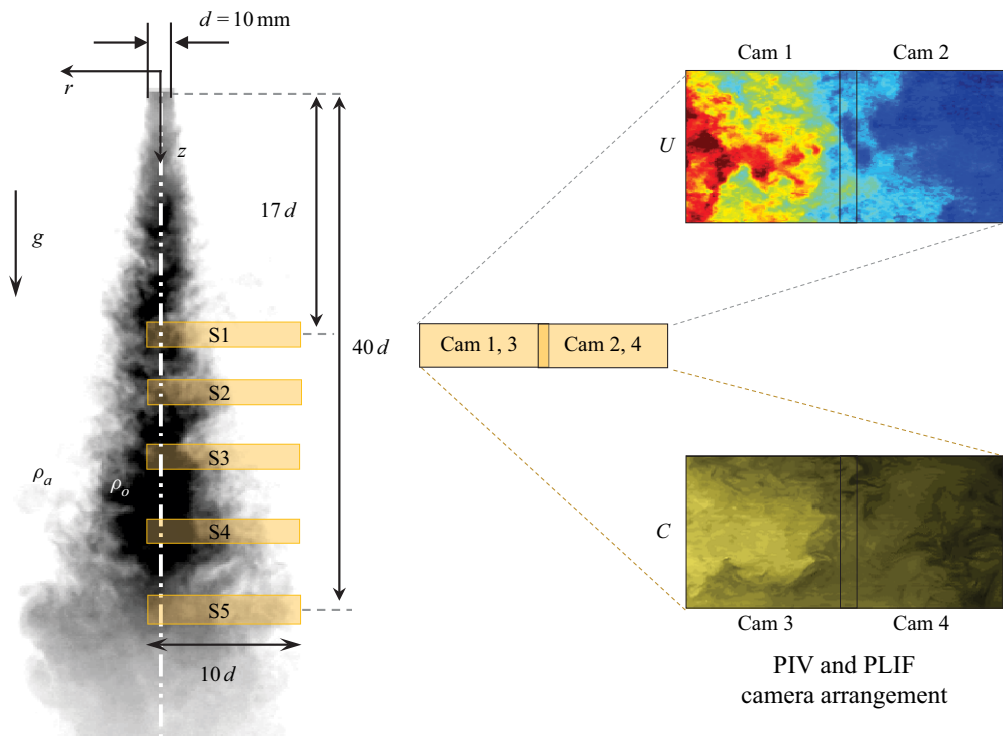 d = 10 mm
r
z
17 d
g
40 d
S1
S2
S3
S4
S5
ρa
ρo
10 d
Cam 1
Cam 2
U
Cam 1, 3
Cam 2, 4
C
Cam 3
Cam 4
PIV and PLIF
camera arrangement